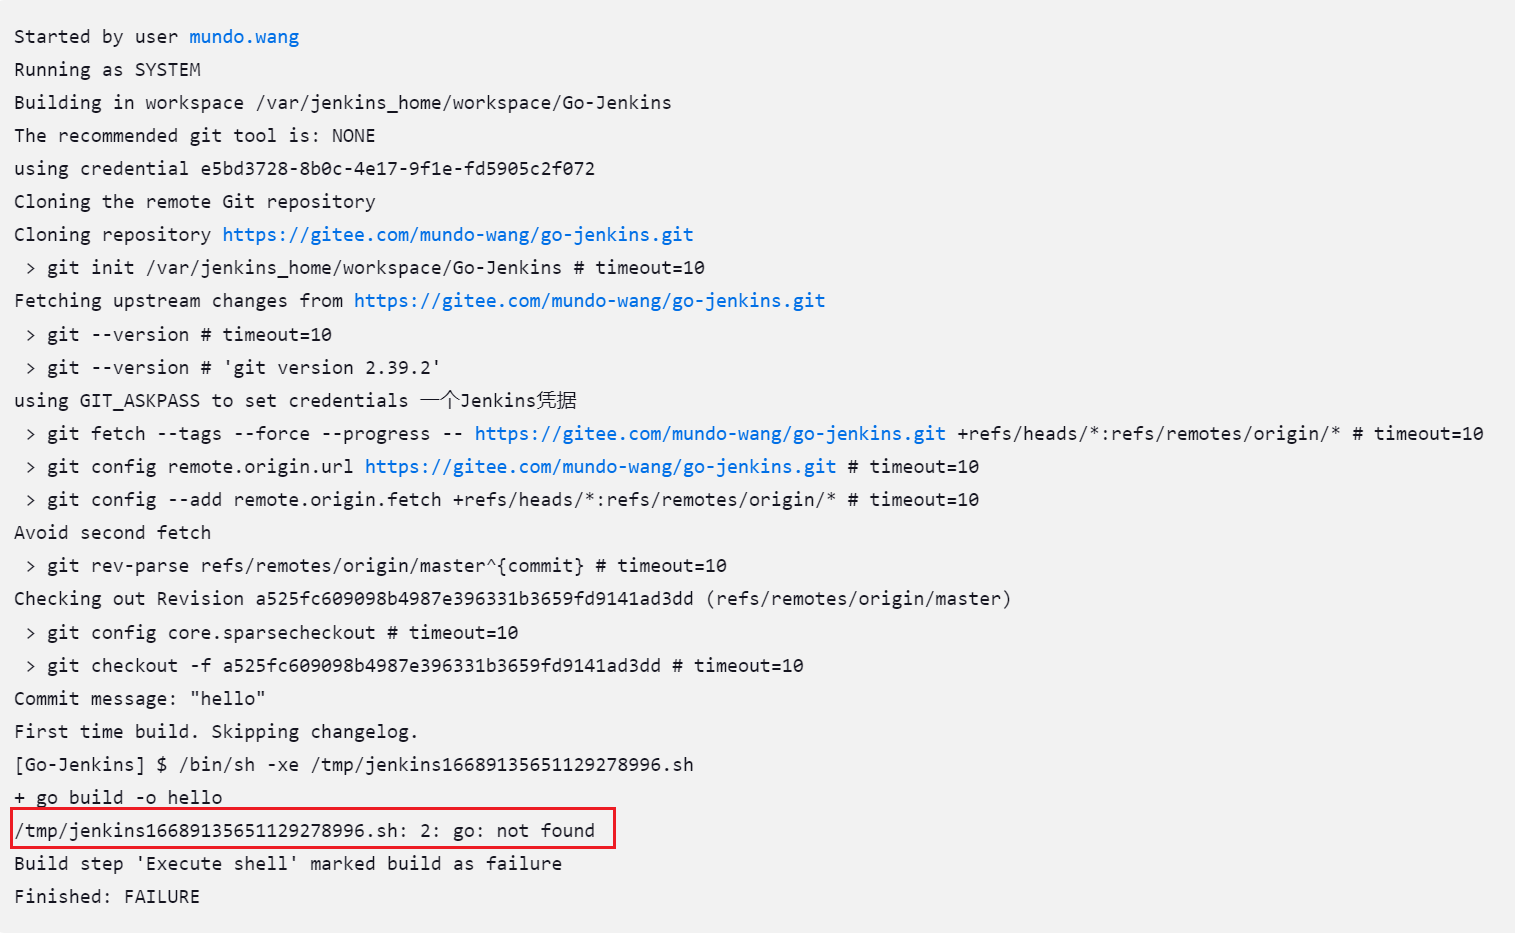 Started by user mundo.wang
Running as SYSTEM
Building in workspace /var/jenkins_home/workspace/Go-Jenkins
The recommended git tool is: NONE
using credential e5bd3728-8b0c-4e17-9f1e-fd5905c2f072
Cloning the remote Git repository
Cloning repository https://gitee.com/mundo-wang/go-jenkins.git
 > git init /var/jenkins_home/workspace/Go-Jenkins # timeout=10
Fetching upstream changes from https://gitee.com/mundo-wang/go-jenkins.git
 > git --version # timeout=10
 > git --version # 'git version 2.39.2'
using GIT_ASKPASS to set credentials 一个Jenkins凭据
 > git fetch --tags --force --progress -- https://gitee.com/mundo-wang/go-jenkins.git +refs/heads/*:refs/remotes/origin/* # timeout=10
 > git config remote.origin.url https://gitee.com/mundo-wang/go-jenkins.git # timeout=10
 > git config --add remote.origin.fetch +refs/heads/*:refs/remotes/origin/* # timeout=10
Avoid second fetch
 > git rev-parse refs/remotes/origin/master^{commit} # timeout=10
Checking out Revision a525fc609098b4987e396331b3659fd9141ad3dd (refs/remotes/origin/master)
 > git config core.sparsecheckout # timeout=10
 > git checkout -f a525fc609098b4987e396331b3659fd9141ad3dd # timeout=10
Commit message: "hello"
First time build. Skipping changelog.
[Go-Jenkins] $ /bin/sh -xe /tmp/jenkins16689135651129278996.sh
+ go build -o hello
/tmp/jenkins16689135651129278996.sh: 2: go: not found
Build step 'Execute shell' marked build as failure
Finished: FAILURE